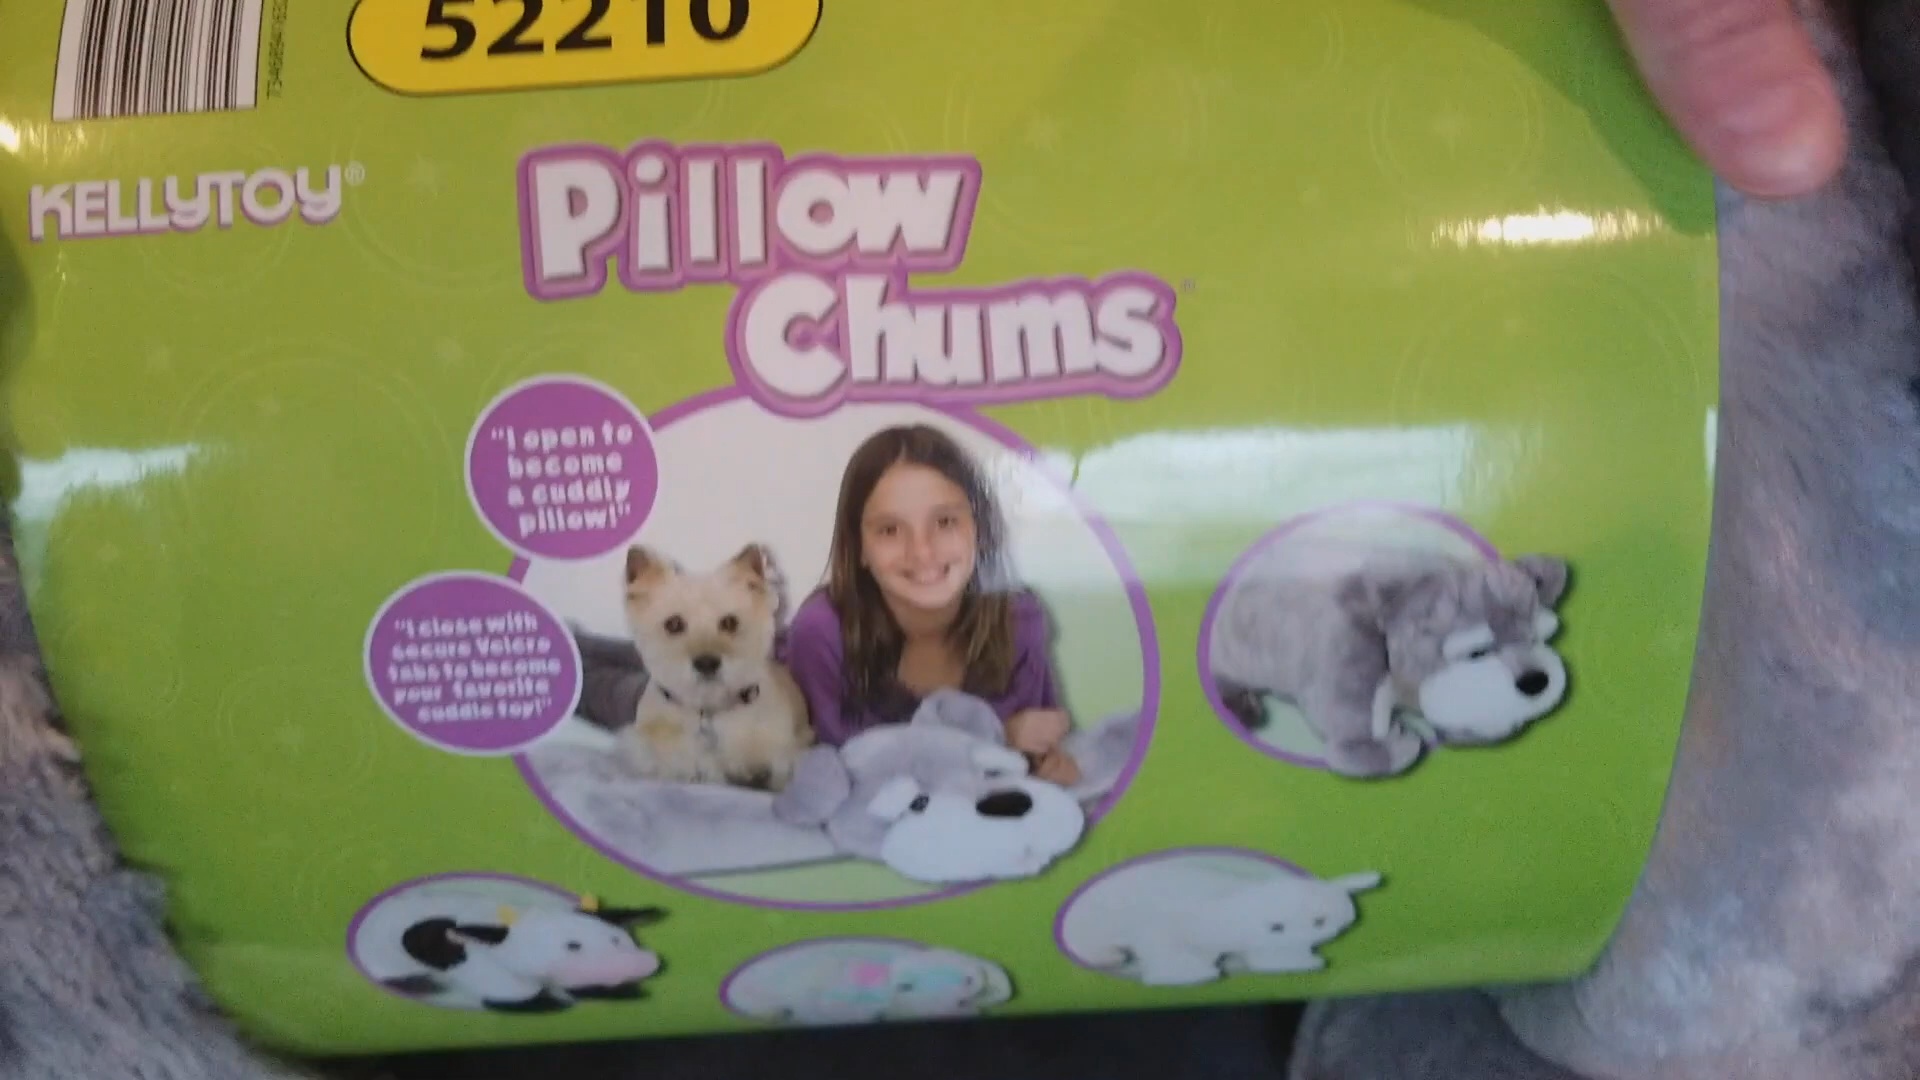 52210
KELLYTOY®
Pillow
Chums
"I open to
become
a cuddly
pillow!"
"I close with
secure Velcro
tabs to become
your favorite
cuddle toy!"